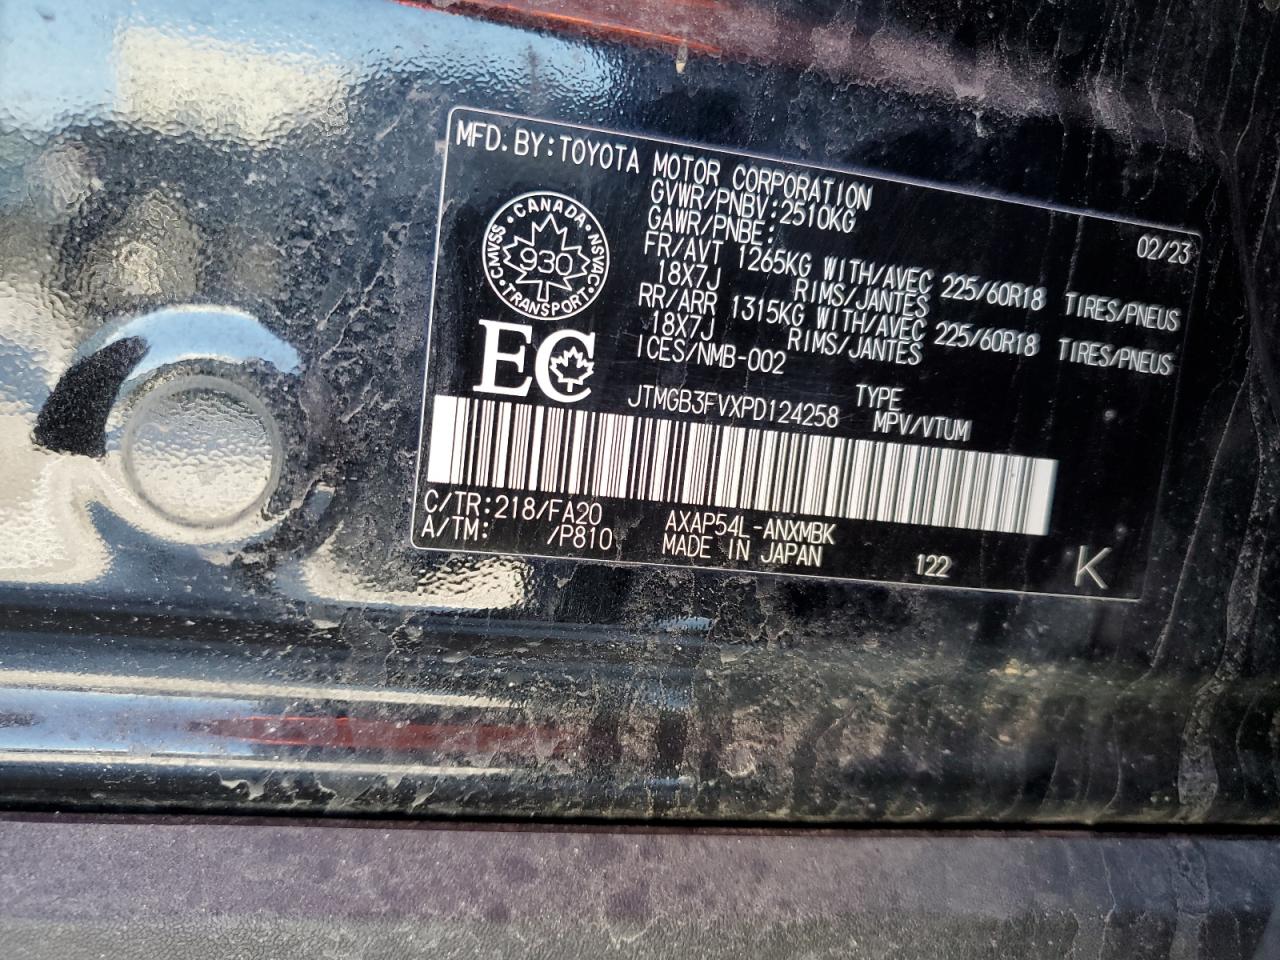 MFD. BY:TOYOTA MOTOR CORPORATION
02/23
GVWR/PNBV:2510KG
GAWR/PNBE:
FR/AVT 1265KG WITH/AVEC 225/60R18 TIRES/PNEUS
18X7J RIMS/JANTES
RR/ARR 1315KG WITH/AVEC 225/60R18 TIRES/PNEUS
18X7J RIMS/JANTES
ICES/NMB-002
·CANADA·
CMVSS 930 NSVAC
·TRANSPORT·
EC
JTMGB3FVXPD124258 TYPE
MPV/VTUM
C/TR:218/FA20 AXAP54L-ANXMBK
A/TM: /P810 MADE IN JAPAN 122 K